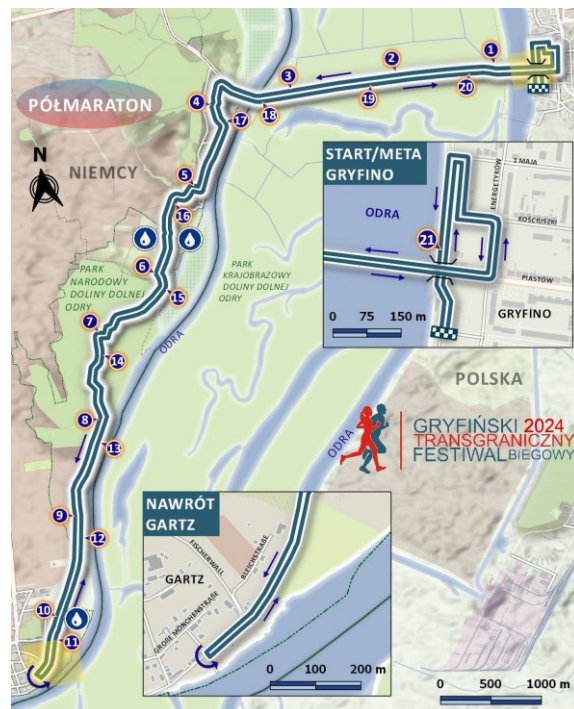 1
2
3
20
19
18
17
4
PÓŁMARATON
N
NIEMCY
5
16
6
15
PARK
NARODOWY
DOLINY DOLNEJ
ODRY
PARK
KRAJOBRAZOWY
DOLINY DOLNEJ
ODRY
7
14
ODRA
8
13
9
12
10
11
START/META
GRYFINO
1 MAJA
ENERGETYKÓW
KOŚCIUSZKI
ODRA
21
PIASTÓW
GRYFINO
0 75 150 m
POLSKA
ODRA
GRYFIŃSKI 2024
TRANSGRANICZNY
FESTIWAL BIEGOWY
NAWRÓT
GARTZ
FISCHERWALL
BLEICHSTRAßE
GARTZ
GROBE MÖNCHENSTRAßE
0 100 200 m
0 500 1000 m